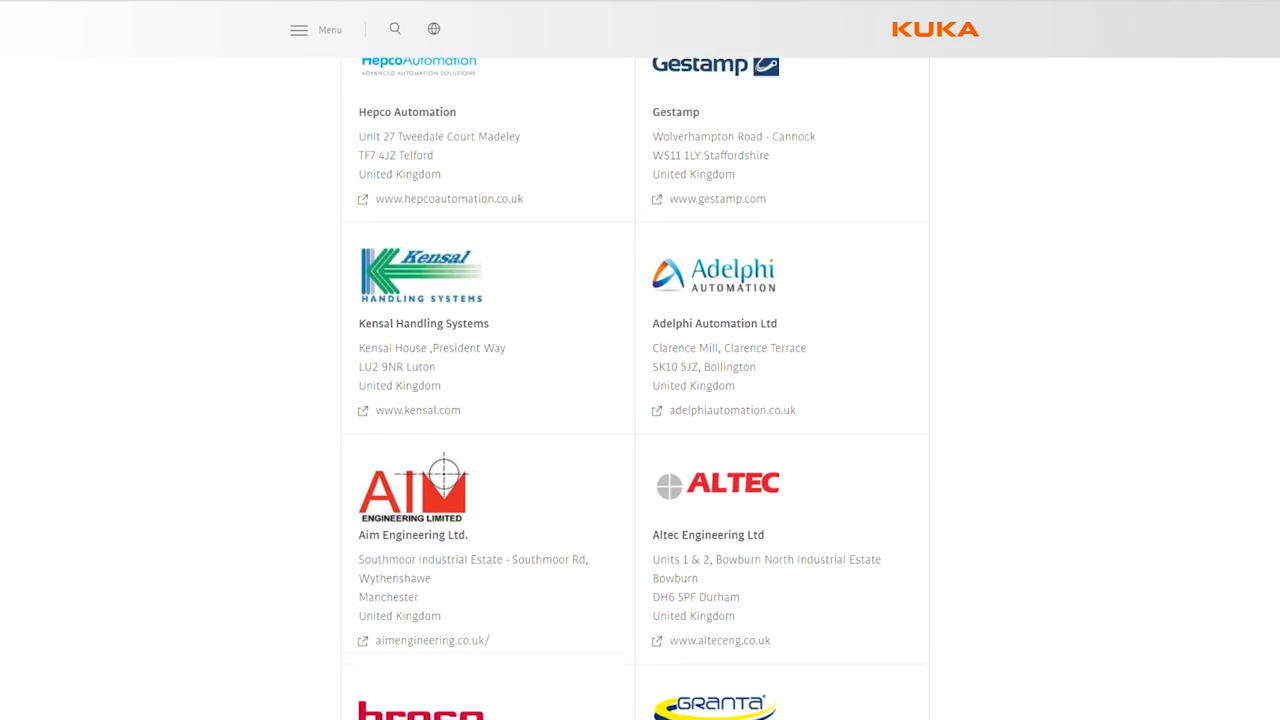 Menu
KUKA
HepcoAutomation
ADVANCED AUTOMATION SOLUTIONS
Hepco Automation
Unit 27 Tweedale Court Madeley
TF7 4JZ Telford
United Kingdom
www.hepcoautomation.co.uk
Gestamp
Gestamp
Wolverhampton Road - Cannock
WS11 1LY Staffordshire
United Kingdom
www.gestamp.com
Kensal
HANDLING SYSTEMS
Kensal Handling Systems
Kensal House ,President Way
LU2 9NR Luton
United Kingdom
www.kensal.com
Adelphi
AUTOMATION
Adelphi Automation Ltd
Clarence Mill, Clarence Terrace
SK10 5JZ, Bollington
United Kingdom
adelphiautomation.co.uk
AIM
ENGINEERING LIMITED
Aim Engineering Ltd.
Southmoor Industrial Estate - Southmoor Rd,
Wythenshawe
Manchester
United Kingdom
aimengineering.co.uk/
ALTEC
Altec Engineering Ltd
Units 1 & 2, Bowburn North Industrial Estate
Bowburn
DH6 5PF Durham
United Kingdom
www.alteceng.co.uk
GRANTA